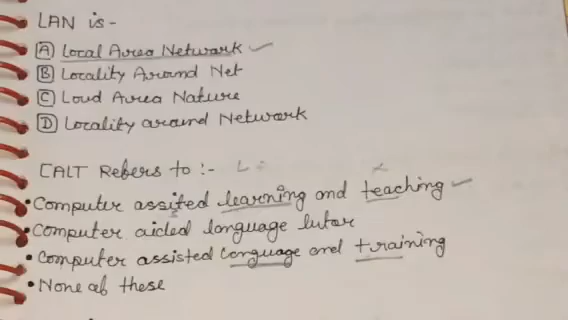 LAN is -
A Local Area Network ✓
B Locality Around Net
C Loud Area Nature
D Locality around Network
CALT Refers to :-
• Computer assited learning and teaching ✓
• Computer aided language tutor
• Computer assisted language and training
• None of these